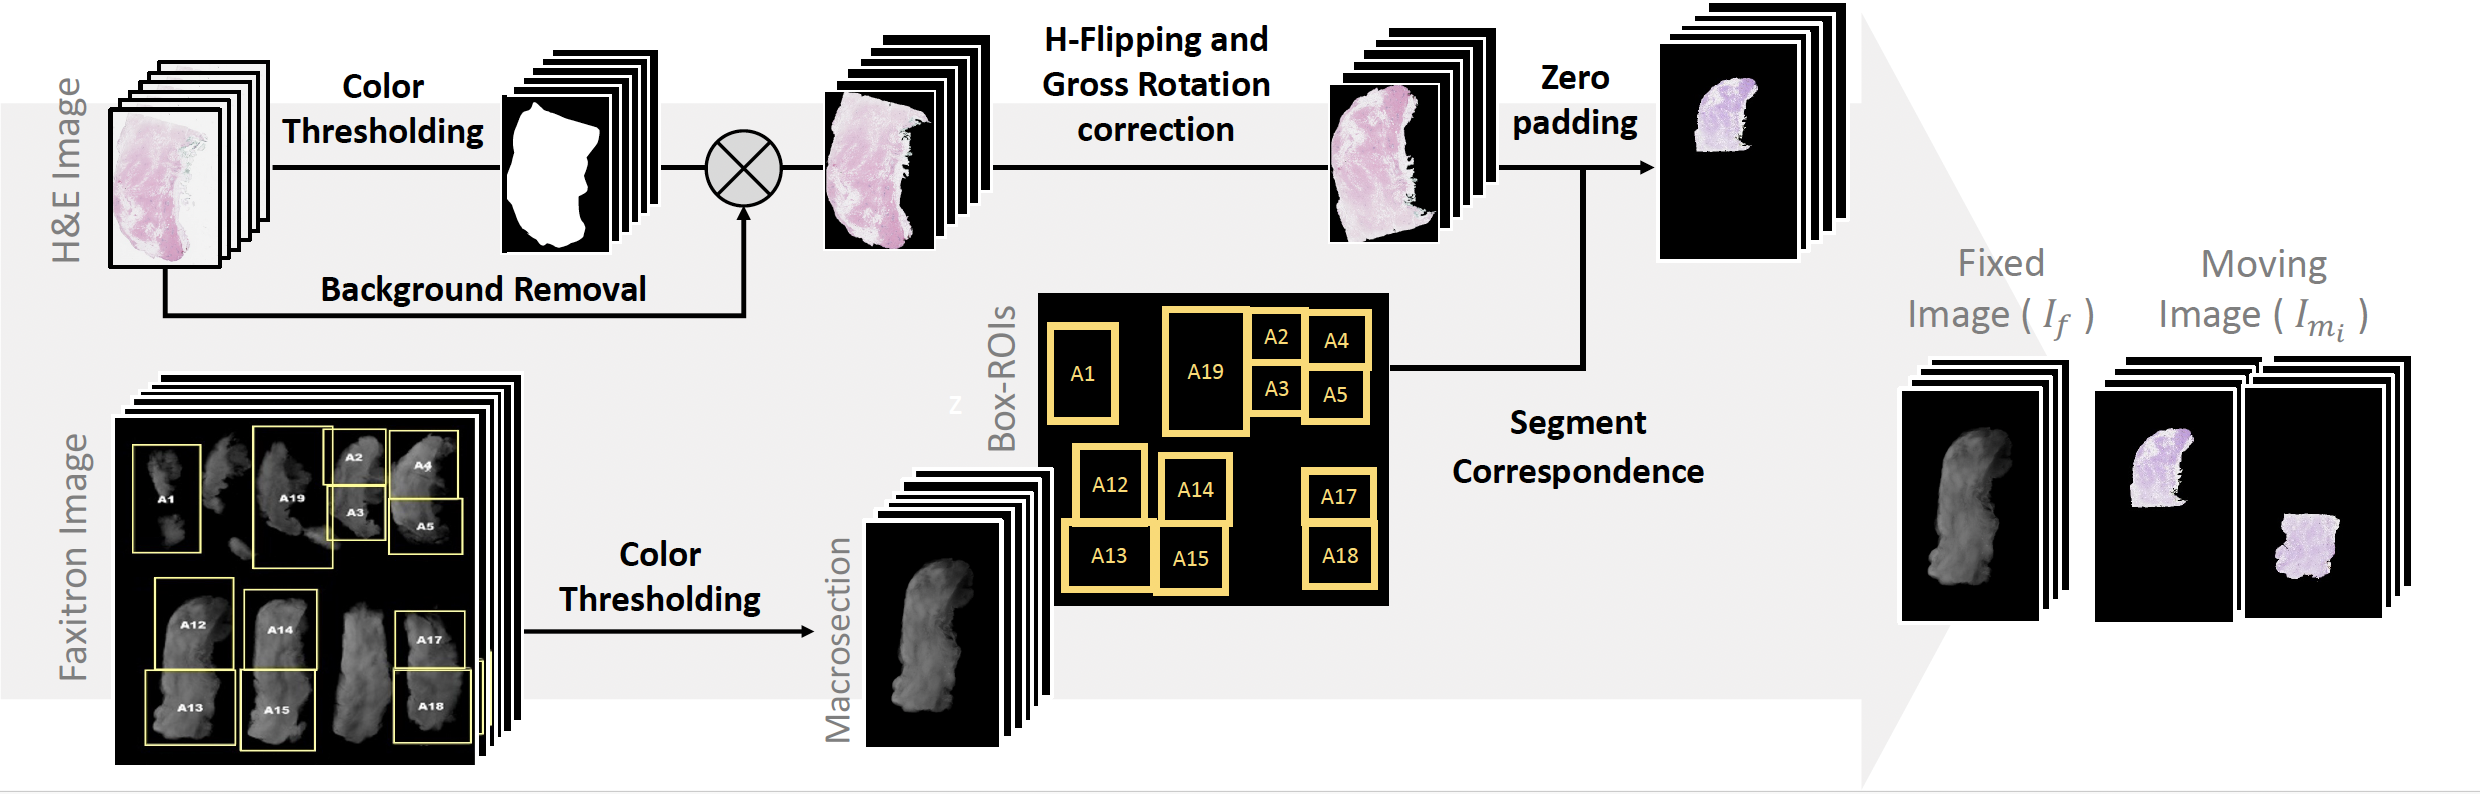 H&E Image
Color
Thresholding
Background Removal
H-Flipping and
Gross Rotation
correction
Zero
padding
Fixed
Image ( I_f )
Moving
Image ( I_{m_i} )
Faxitron Image
A1
A19
A2
A3
A4
A5
A12
A13
A14
A15
A17
A18
Color
Thresholding
Macrosection
z
Box-ROIs
A1
A19
A2
A4
A3
A5
A12
A14
A17
A13
A15
A18
Segment
Correspondence